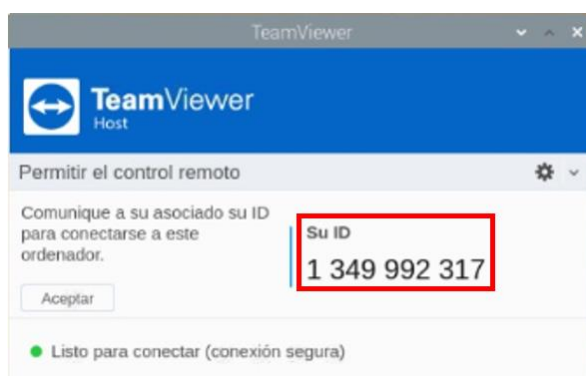 TeamViewer
TeamViewer
Host
Permitir el control remoto
Comunique a su asociado su ID
para conectarse a este
ordenador.
Aceptar
Su ID
1 349 992 317
Listo para conectar (conexión segura)